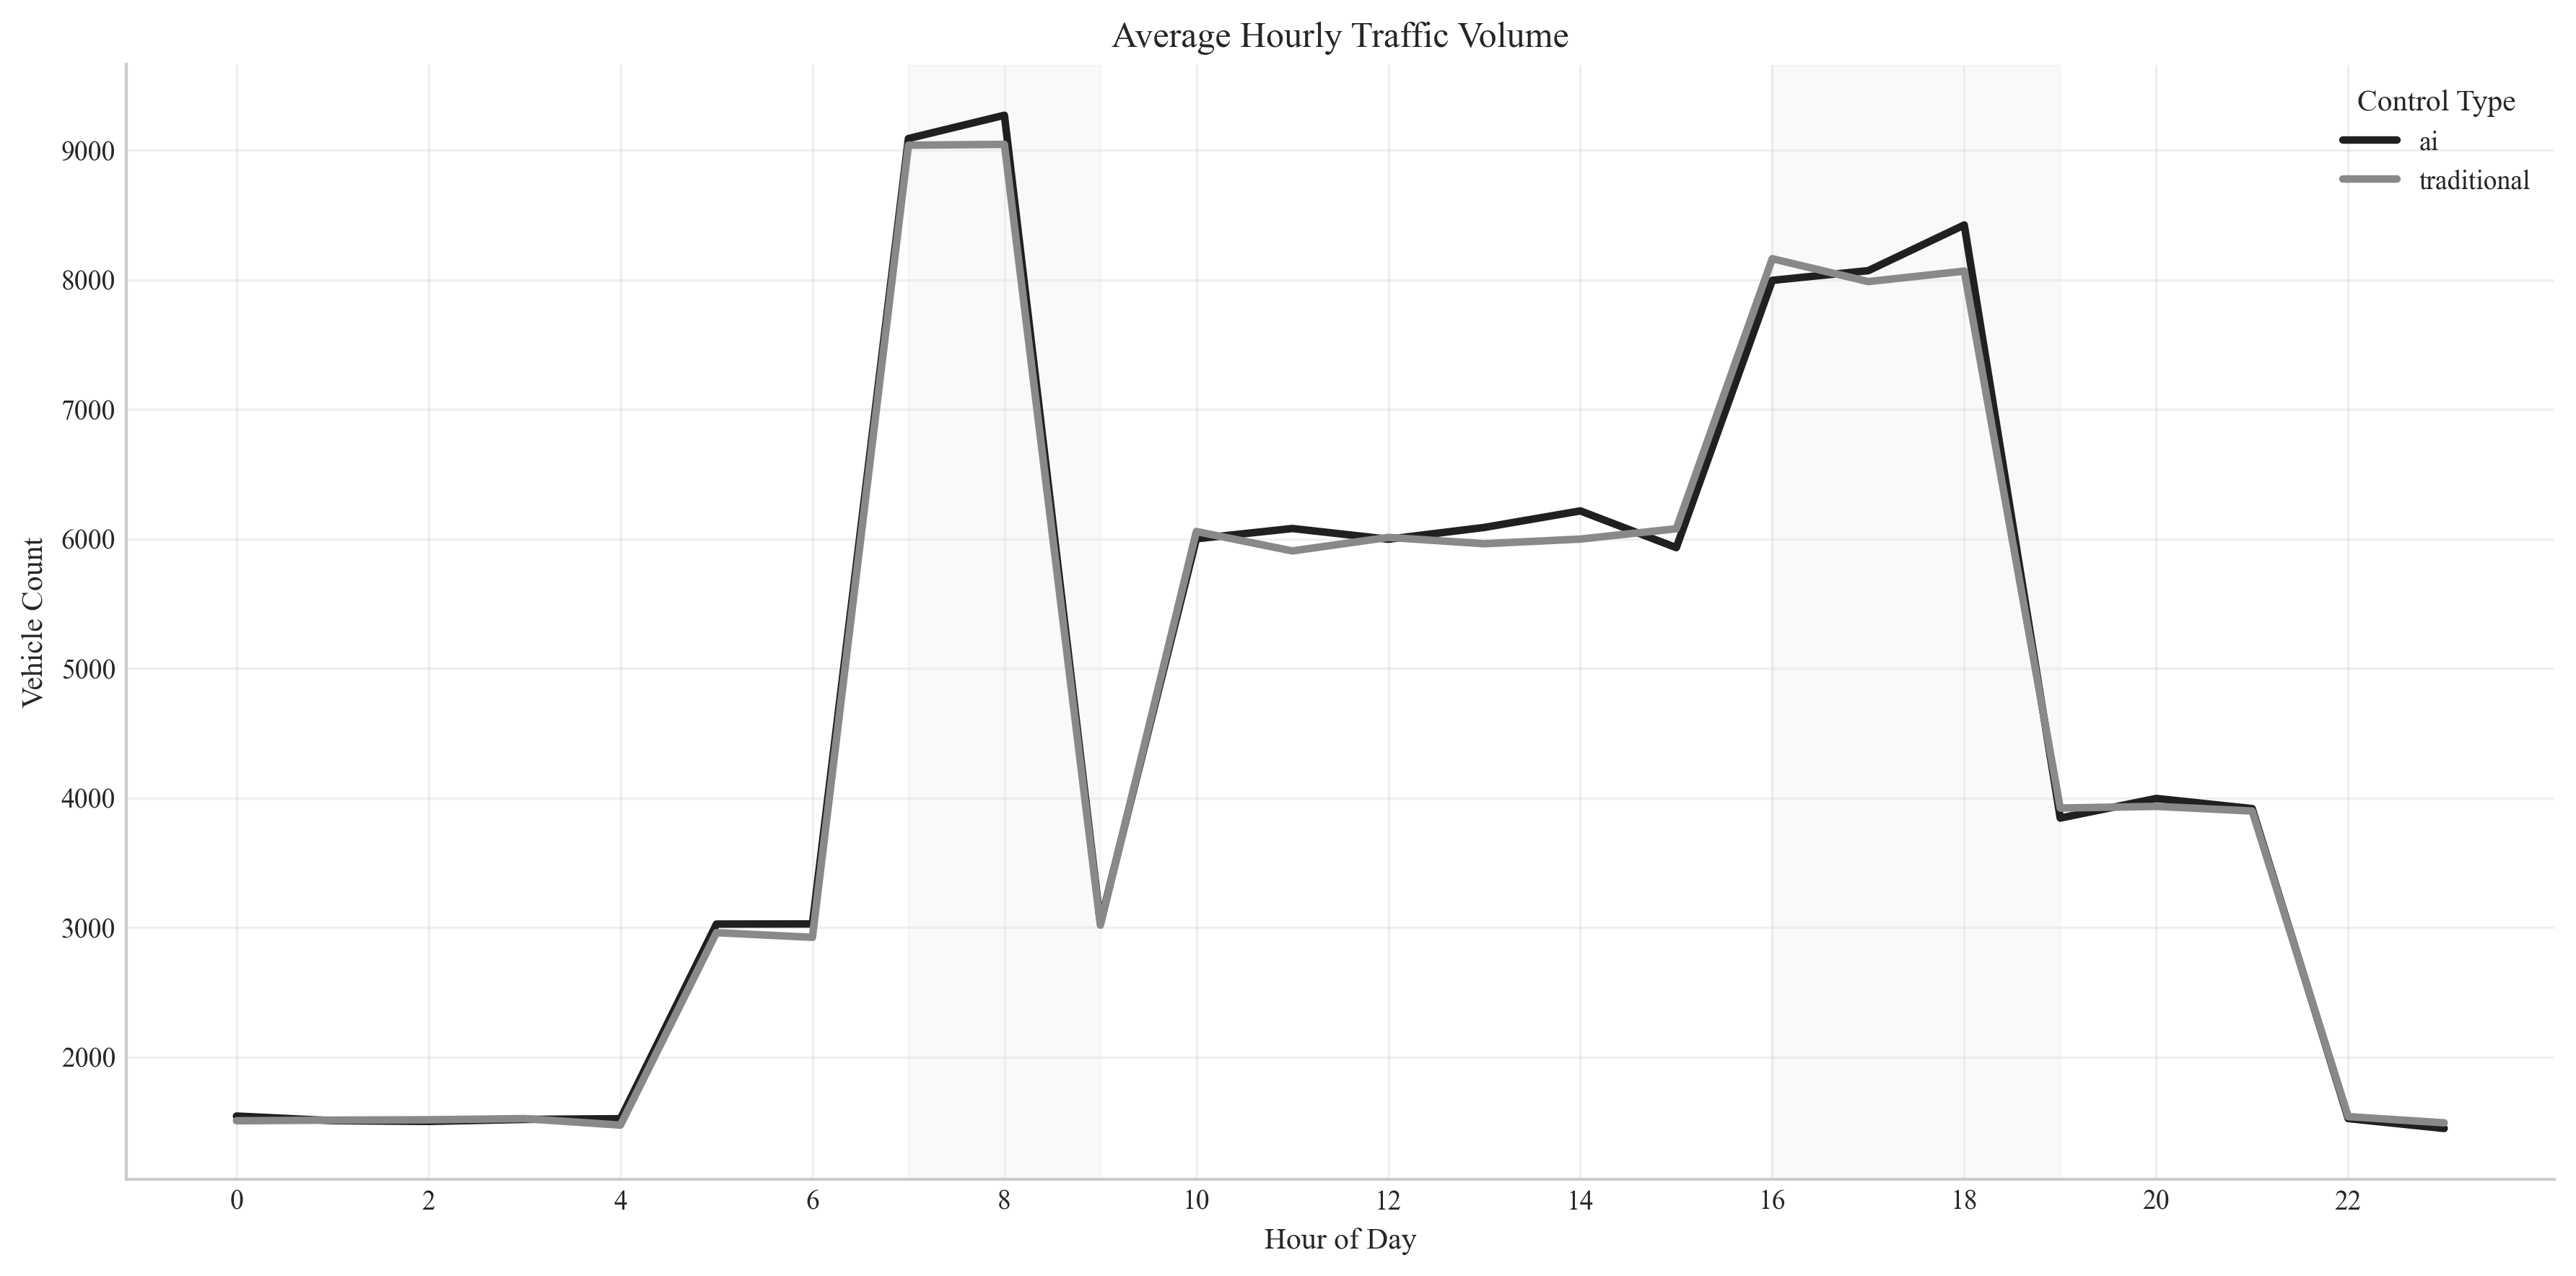 Average Hourly Traffic Volume
Control Type
ai
traditional
Vehicle Count
9000
8000
7000
6000
5000
4000
3000
2000
0 2 4 6 8 10 12 14 16 18 20 22
Hour of Day